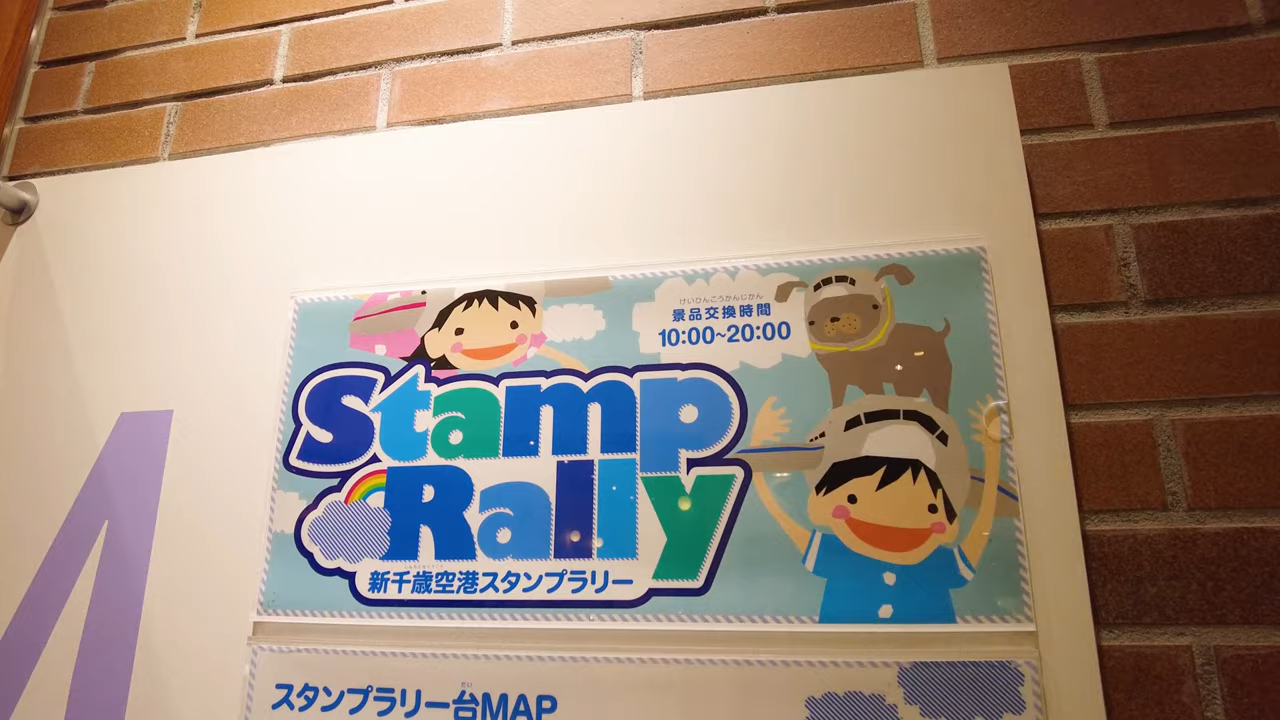 けいひんこうかんじかん
景品交換時間
10:00~20:00
Stamp
Rally
新千歳空港スタンプラリー
だい
スタンプラリー台MAP